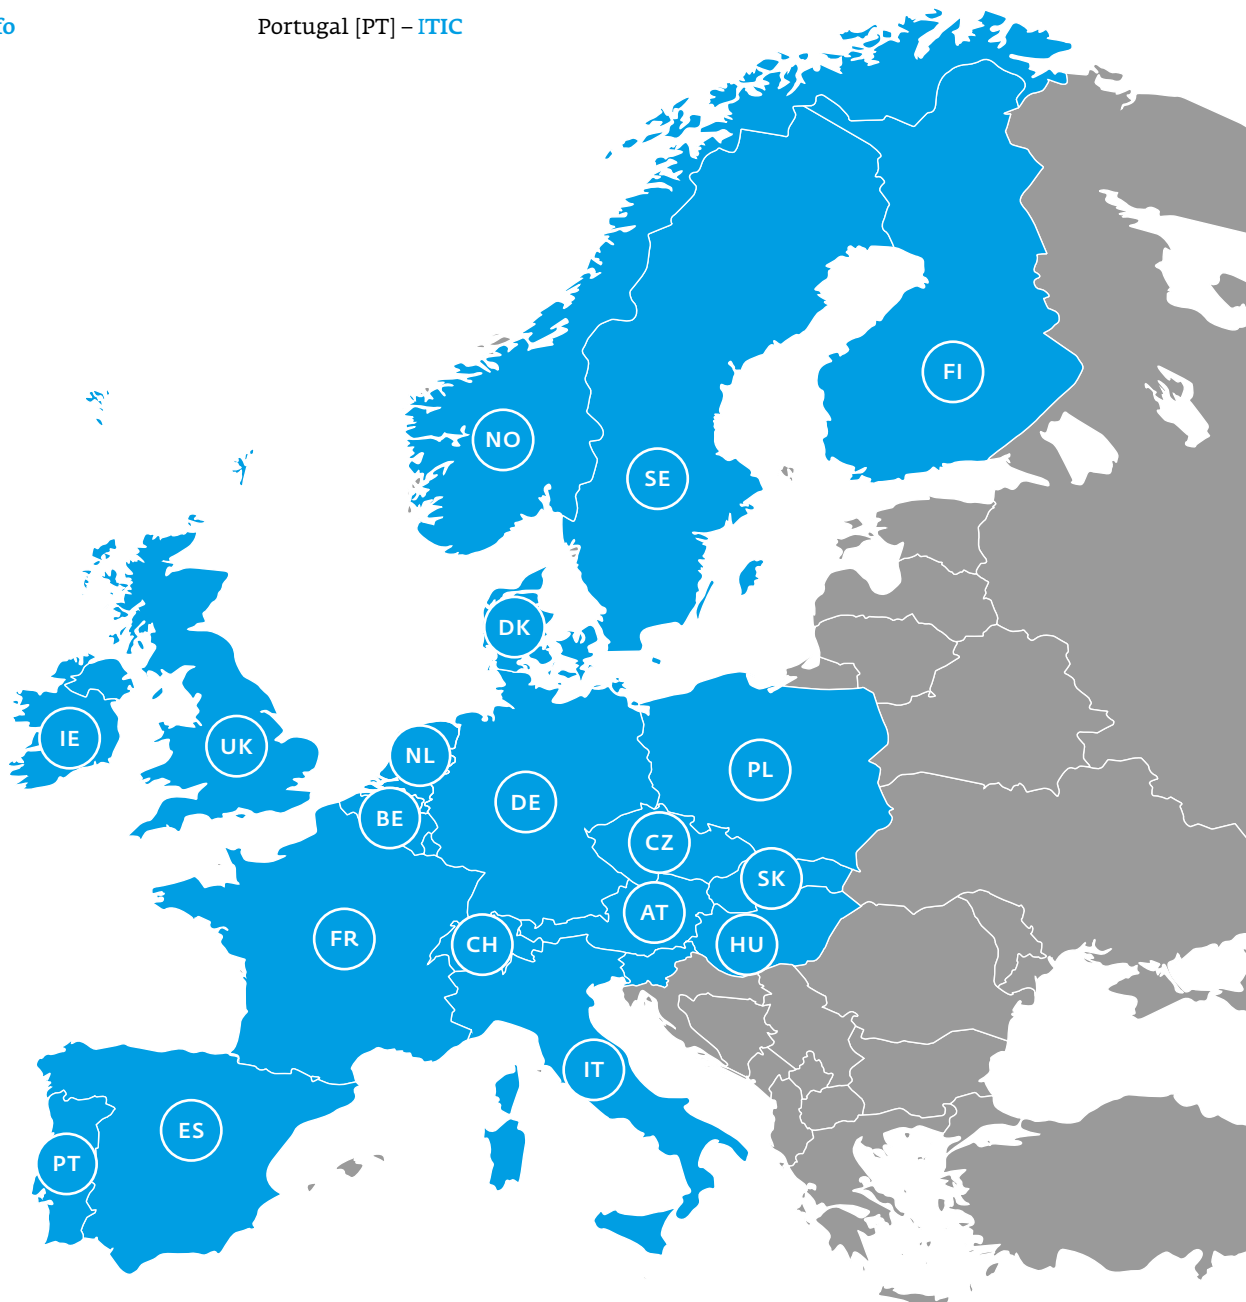 fo
Portugal [PT] – ITIC
FI
NO
SE
DK
IE
UK
NL
PL
DE
BE
CZ
SK
AT
FR
CH
HU
IT
ES
PT